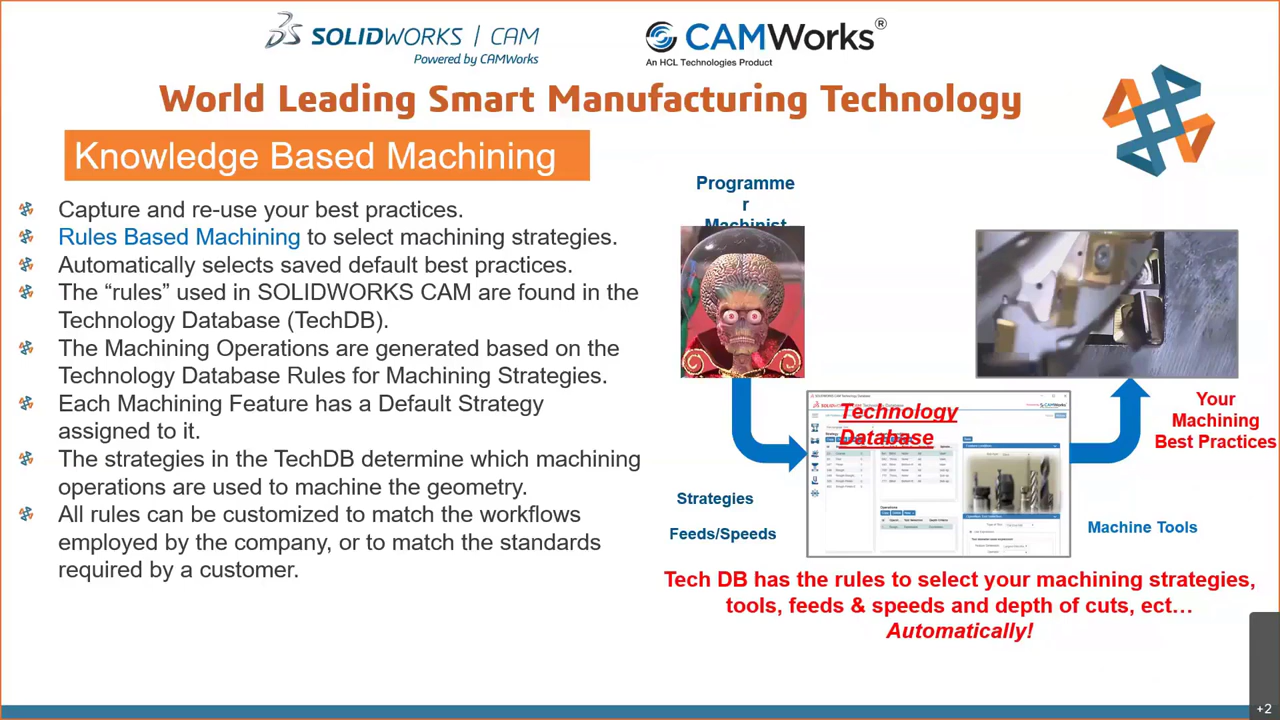 SOLIDWORKS | CAM
Powered by CAMWorks
CAMWorks®
An HCL Technologies Product
World Leading Smart Manufacturing Technology
Knowledge Based Machining
Capture and re-use your best practices.
Rules Based Machining to select machining strategies.
Automatically selects saved default best practices.
The “rules” used in SOLIDWORKS CAM are found in the
Technology Database (TechDB).
The Machining Operations are generated based on the
Technology Database Rules for Machining Strategies.
Each Machining Feature has a Default Strategy
assigned to it.
The strategies in the TechDB determine which machining
operations are used to machine the geometry.
All rules can be customized to match the workflows
employed by the company, or to match the standards
required by a customer.
Programme
r
Machinist
Technology
Database
Strategies
Feeds/Speeds
Your
Machining
Best Practices
Machine Tools
Tech DB has the rules to select your machining strategies,
tools, feeds & speeds and depth of cuts, ect…
Automatically!
+2